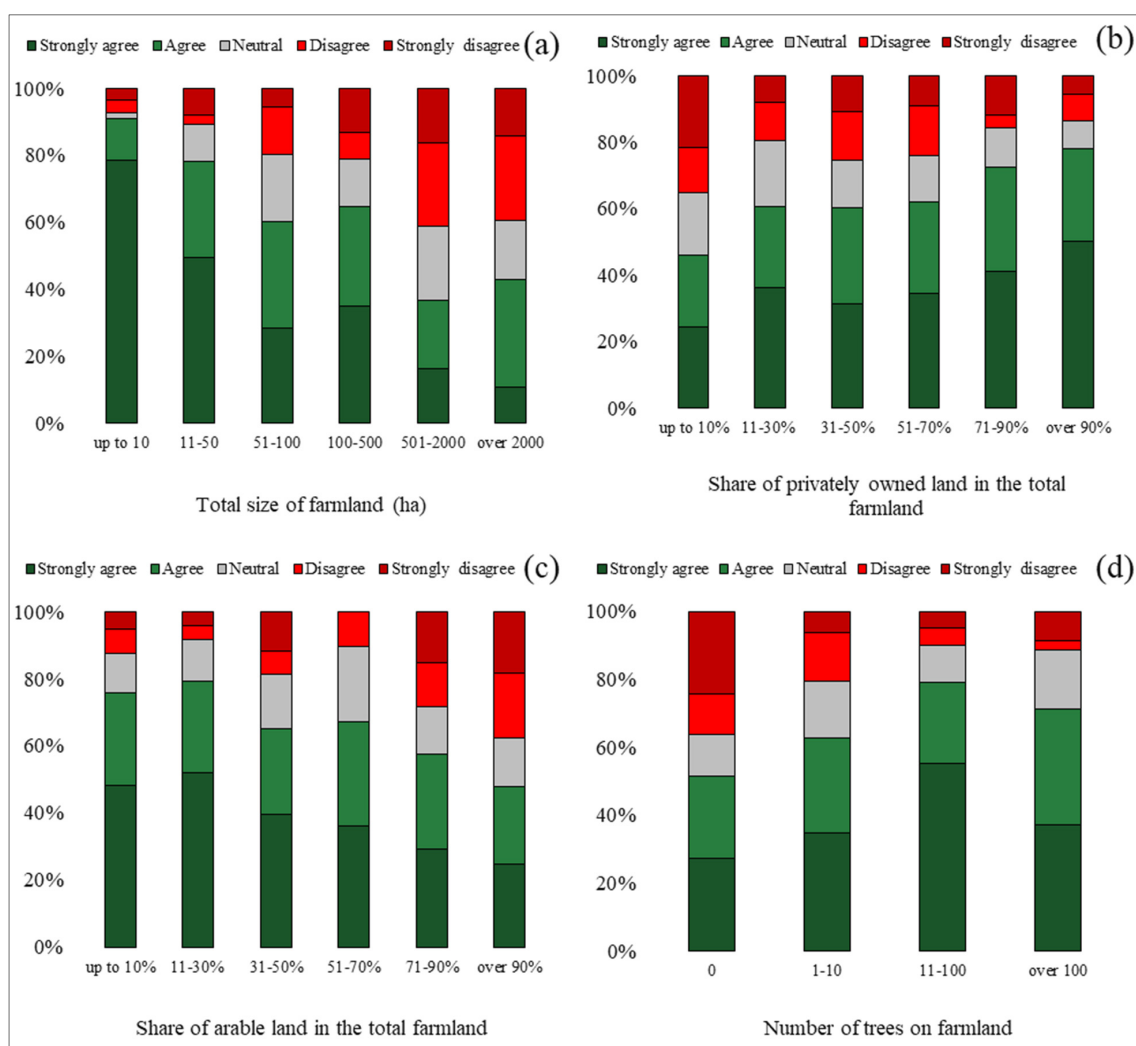 Strongly agree Agree Neutral Disagree Strongly disagree (a)
100%
80%
60%
40%
20%
0%
up to 10 11-50 51-100 100-500 501-2000 over 2000
Total size of farmland (ha)
Strongly agree Agree Neutral Disagree Strongly disagree (b)
100%
80%
60%
40%
20%
0%
up to 10% 11-30% 31-50% 51-70% 71-90% over 90%
Share of privately owned land in the total
farmland
Strongly agree Agree Neutral Disagree Strongly disagree (c)
100%
80%
60%
40%
20%
0%
up to 10% 11-30% 31-50% 51-70% 71-90% over 90%
Share of arable land in the total farmland
Strongly agree Agree Neutral Disagree Strongly disagree (d)
100%
80%
60%
40%
20%
0%
0 1-10 11-100 over 100
Number of trees on farmland